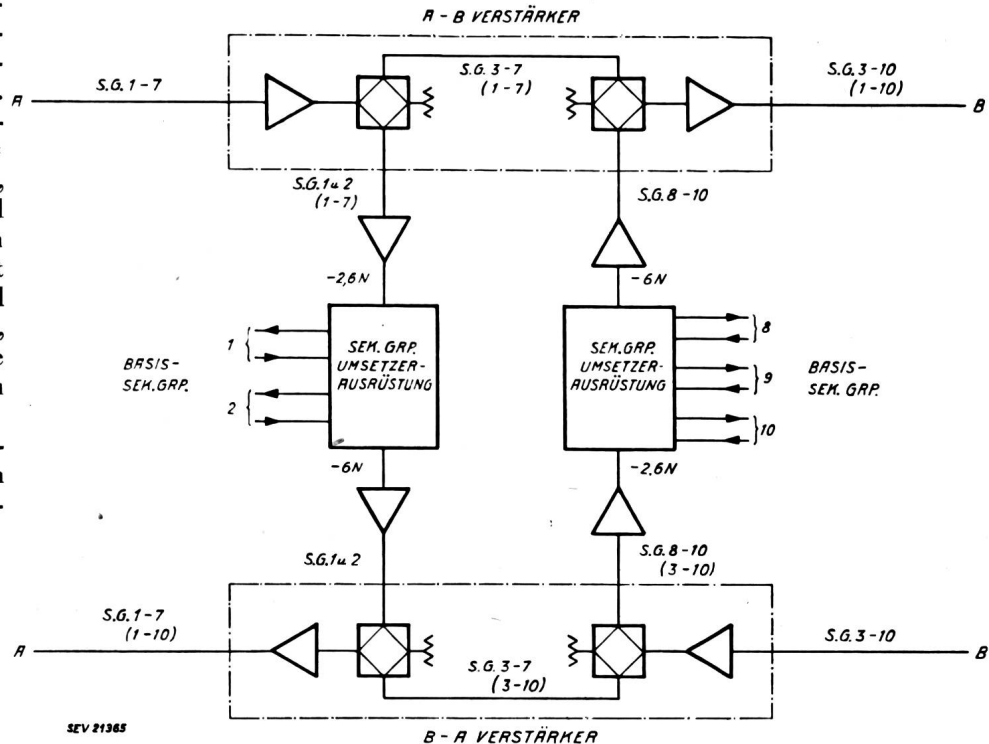 A - B VERSTÄRKER
S.G. 1-7
S.G. 3-7
(1-7)
S.G. 3-10
(1-10)
A
B
S.G. 1u 2
(1-7)
S.G. 8-10
-2,6N
-6N
BASIS-
SEK. GRP.
1
2
SEK. GRP.
UMSETZER-
AUSRÜSTUNG
SEK. GRP.
UMSETZER-
AUSRÜSTUNG
8
9
10
BASIS-
SEK. GRP.
-6N
-2,6N
S.G. 1u 2
S.G. 8-10
(3-10)
S.G. 1-7
(1-10)
S.G. 3-7
(3-10)
S.G. 3-10
A
B
SEV 21365
B - A VERSTÄRKER